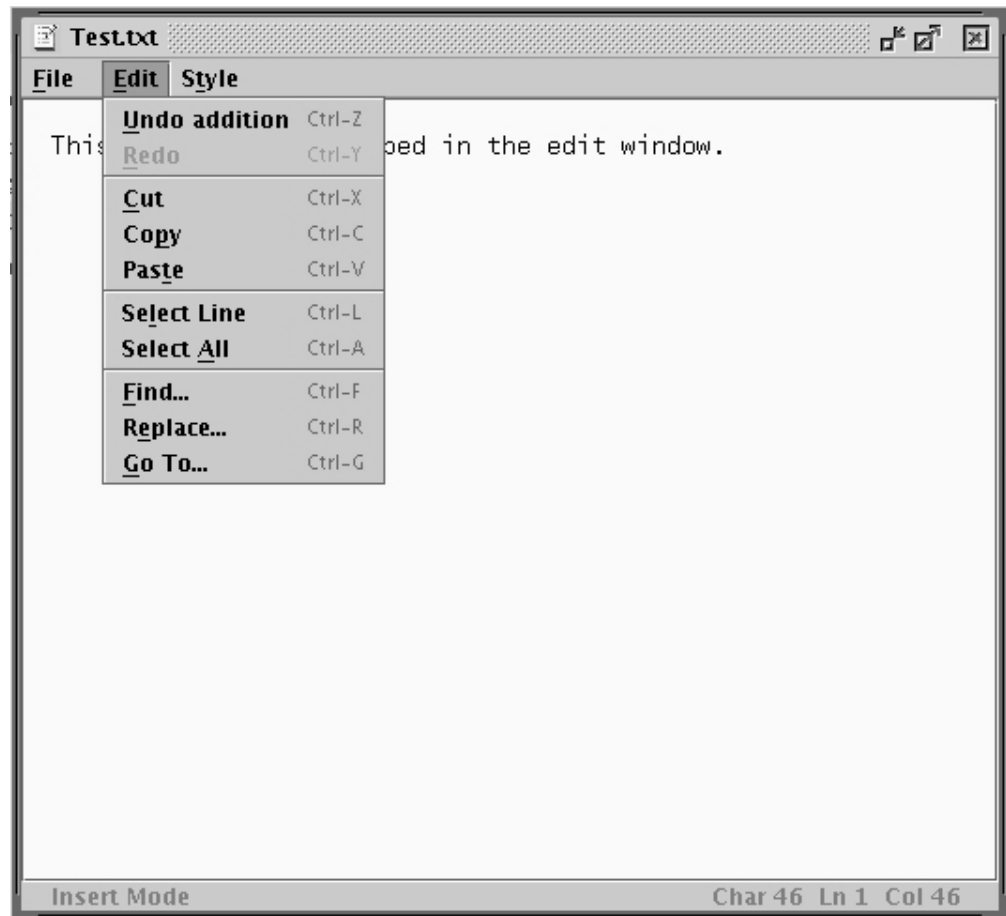 Test.txt
File Edit Style
This
ped in the edit window.
Undo addition Ctrl-Z
Redo Ctrl-Y
Cut Ctrl-X
Copy Ctrl-C
Paste Ctrl-V
Select Line Ctrl-L
Select All Ctrl-A
Find... Ctrl-F
Replace... Ctrl-R
Go To... Ctrl-G
Insert Mode Char 46 Ln 1 Col 46